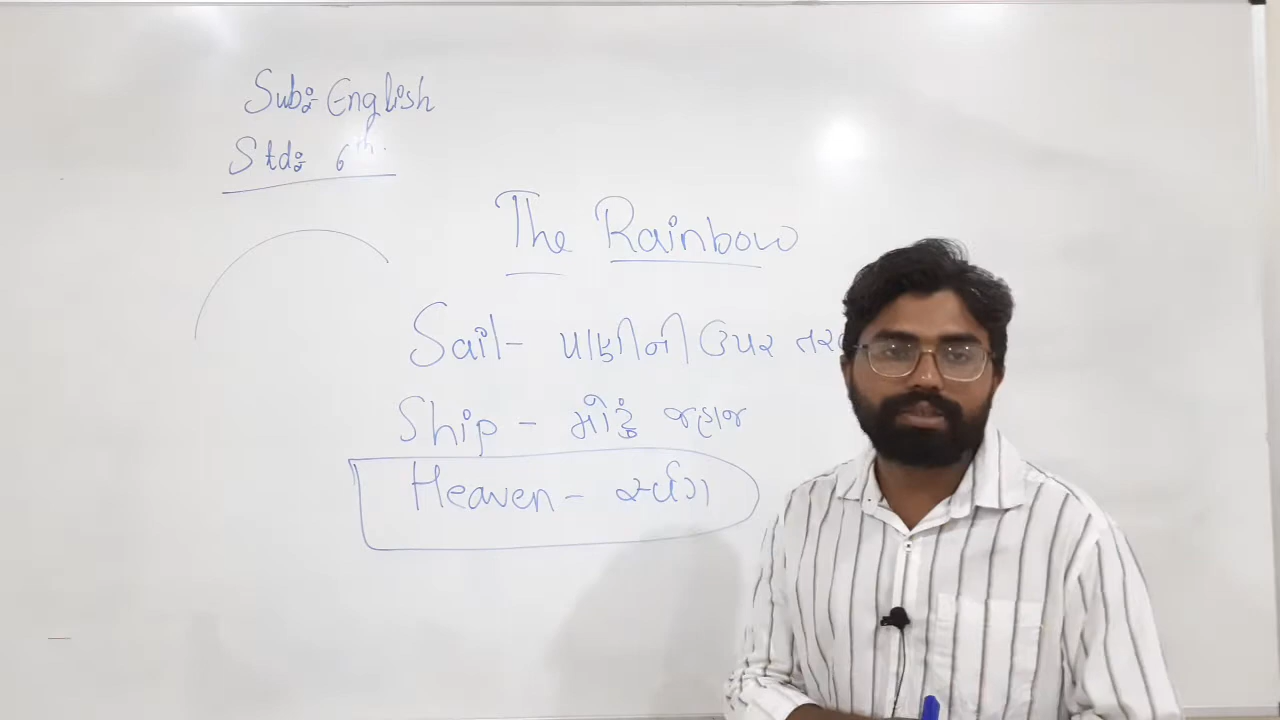 Sub:- English
Std:- 6th.
The Rainbow
Sail - પાણીની ઉપર
Ship - મોટું જહાજ
Heaven - સ્વર્ગ